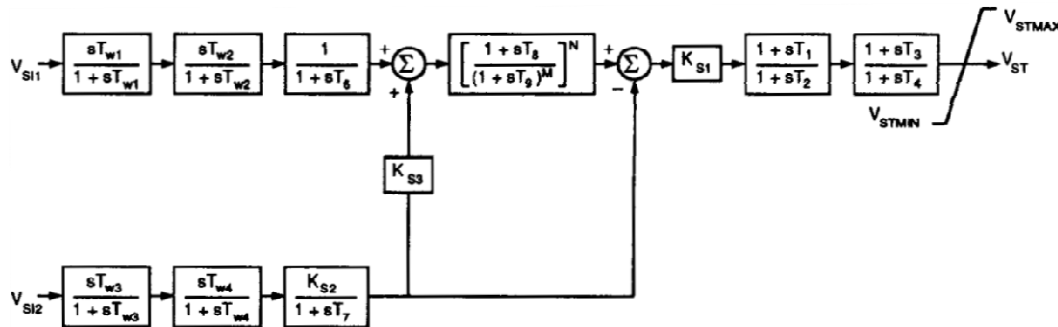 V_SI1
sT_w1 / 1 + sT_w1
sT_w2 / 1 + sT_w2
1 / 1 + sT_6
+
Σ
+
[ 1 + sT_8 / (1 + sT_9)^M ]^N
+
Σ
−
K_S1
1 + sT_1 / 1 + sT_2
1 + sT_3 / 1 + sT_4
V_STMAX
V_ST
V_STMIN
K_S3
V_SI2
sT_w3 / 1 + sT_w3
sT_w4 / 1 + sT_w4
K_S2 / 1 + sT_7